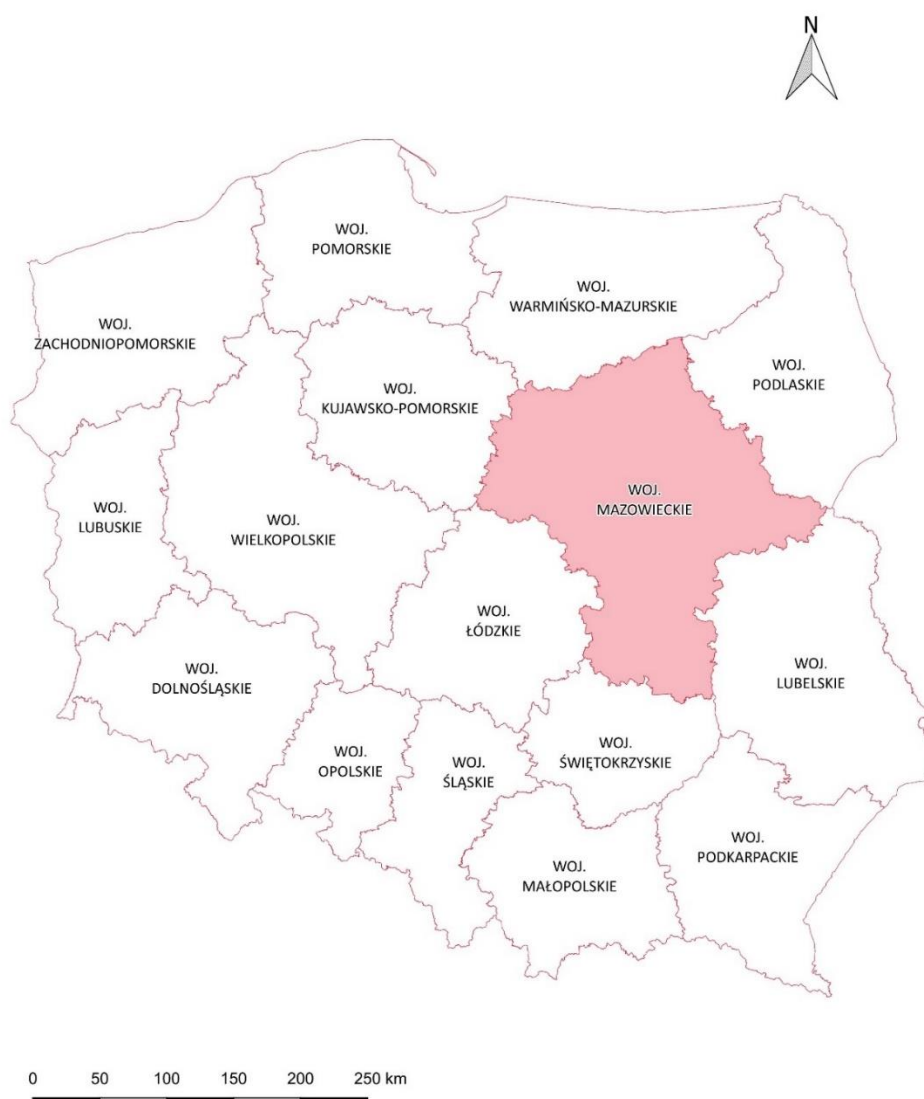 N
WOJ.
POMORSKIE
WOJ.
WARMIŃSKO-MAZURSKIE
WOJ.
ZACHODNIOPOMORSKIE
WOJ.
PODLASKIE
WOJ.
KUJAWSKO-POMORSKIE
WOJ.
MAZOWIECKIE
WOJ.
LUBUSKIE
WOJ.
WIELKOPOLSKIE
WOJ.
ŁÓDZKIE
WOJ.
LUBELSKIE
WOJ.
DOLNOŚLĄSKIE
WOJ.
OPOLSKIE
WOJ.
ŚLĄSKIE
WOJ.
ŚWIĘTOKRZYSKIE
WOJ.
PODKARPACKIE
WOJ.
MAŁOPOLSKIE
0 50 100 150 200 250 km